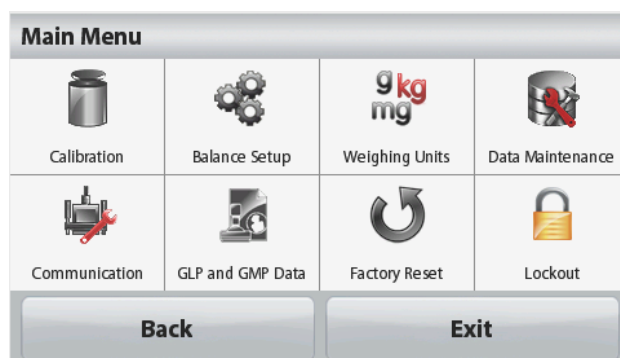 Main Menu
g kg
mg
Calibration
Balance Setup
Weighing Units
Data Maintenance
Communication
GLP and GMP Data
Factory Reset
Lockout
Back
Exit